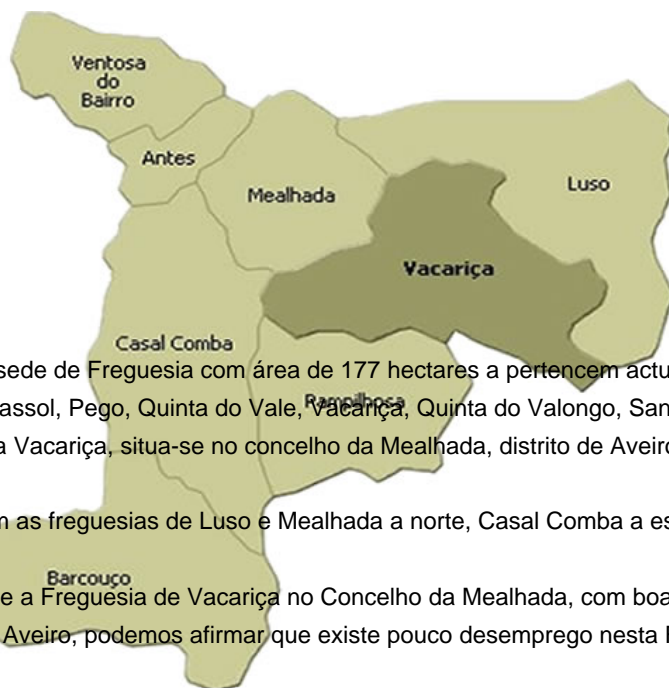 Ventosa
do
Bairro
Antes
Mealhada
Luso
Vacariça
Casal Comba
sede de Freguesia com área de 177 hectares a pertencem actu
Rampilhosa
assol, Pego, Quinta do Vale, Vacariça, Quinta do Valongo, San
a Vacariça, situa-se no concelho da Mealhada, distrito de Aveiro
m as freguesias de Luso e Mealhada a norte, Casal Comba a es
Barcouço
e a Freguesia de Vacariça no Concelho da Mealhada, com boa
Aveiro, podemos afirmar que existe pouco desemprego nesta